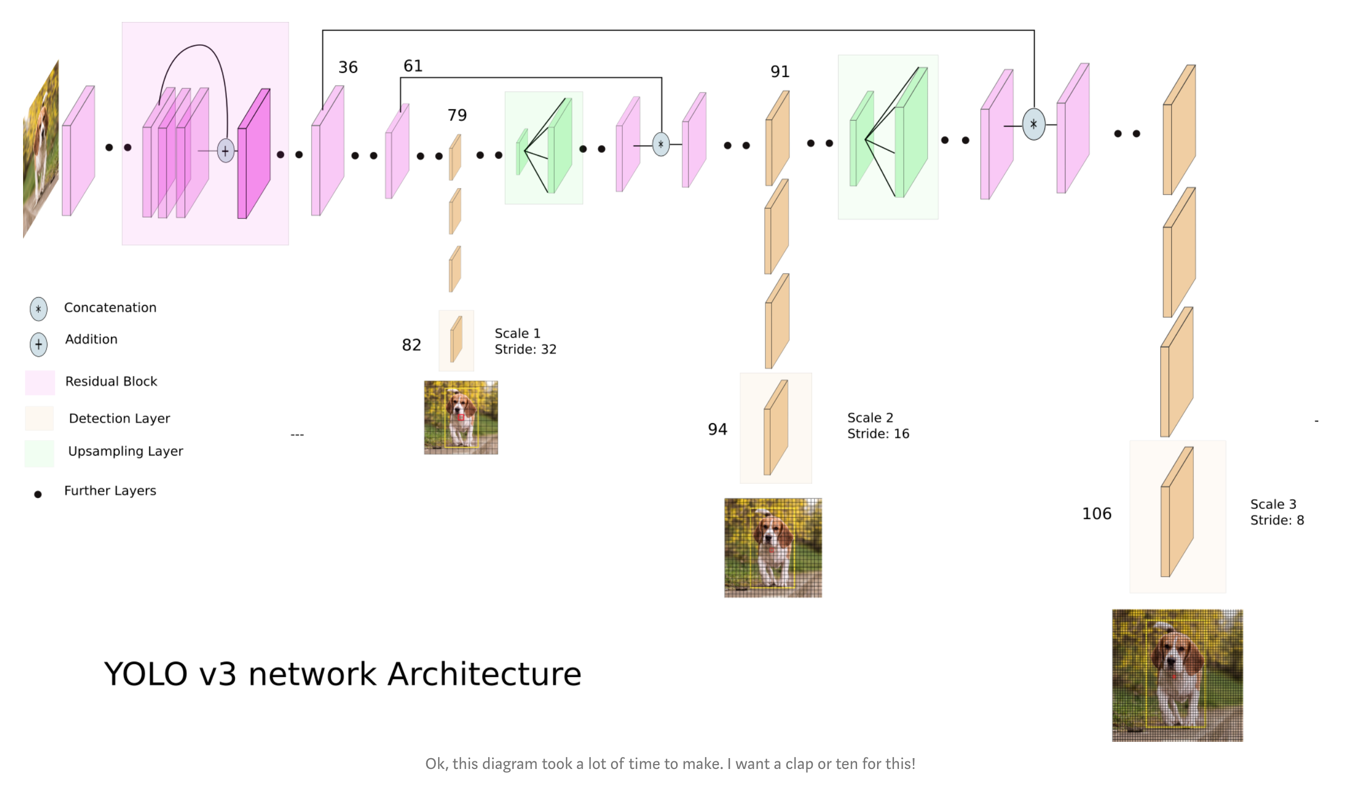 36
61
91
79
*
*
+
*
Concatenation
+
Addition
82
Scale 1
Stride: 32
Residual Block
Detection Layer
Upsampling Layer
Further Layers
---
94
Scale 2
Stride: 16
-
106
Scale 3
Stride: 8
YOLO v3 network Architecture
Ok, this diagram took a lot of time to make. I want a clap or ten for this!